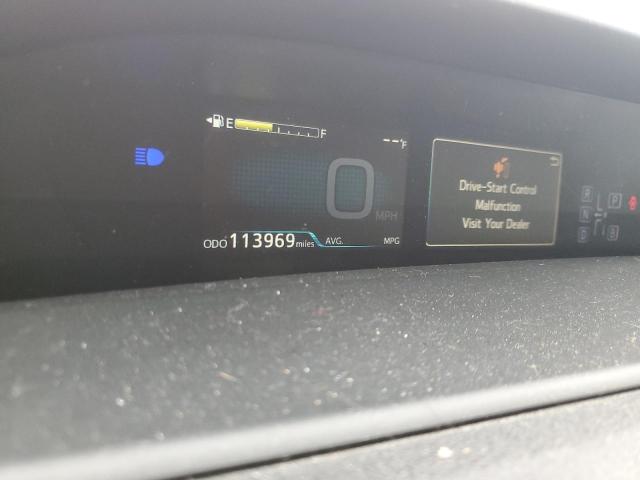 E F
--°F
0
MPH
ODO 113969 miles AVG. MPG
Drive-Start Control
Malfunction
Visit Your Dealer
R P
N
D B